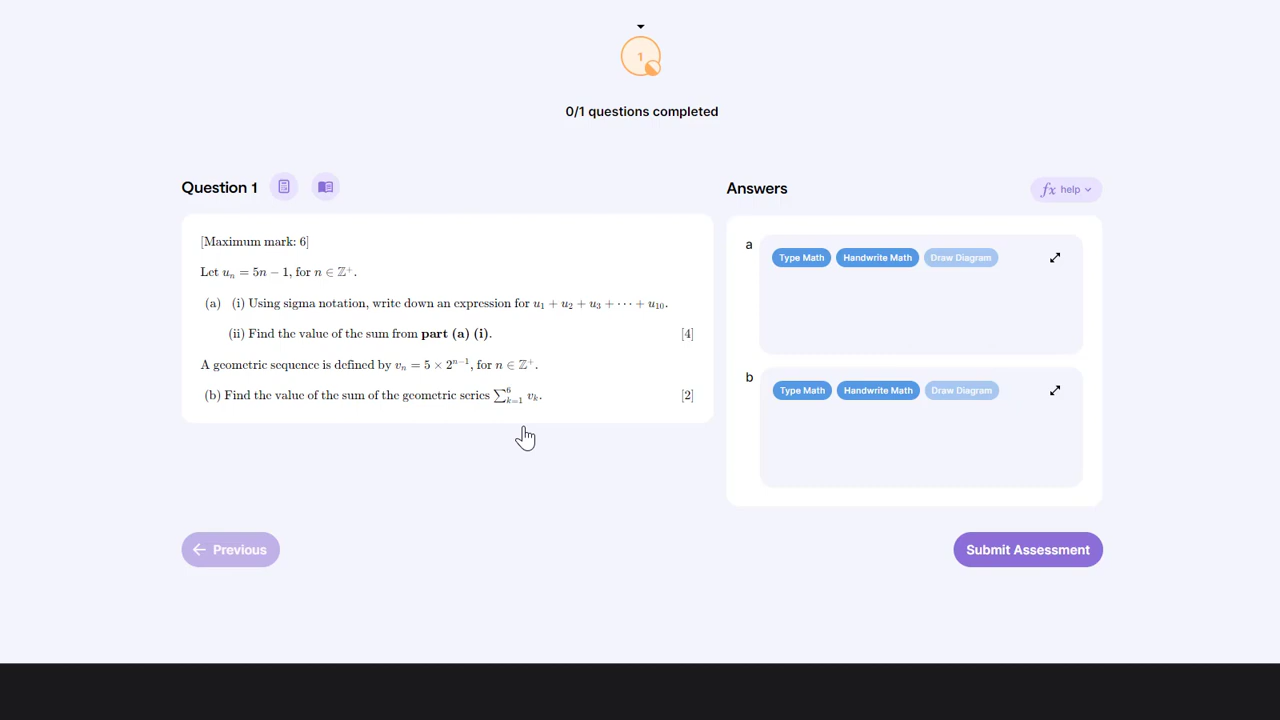 1
0/1 questions completed
Question 1
[Maximum mark: 6]
Let uₙ = 5n − 1, for n ∈ ℤ⁺.
(a) (i) Using sigma notation, write down an expression for u₁ + u₂ + u₃ + ··· + u₁₀.
(ii) Find the value of the sum from part (a) (i). [4]
A geometric sequence is defined by vₙ = 5 × 2ⁿ⁻¹, for n ∈ ℤ⁺.
(b) Find the value of the sum of the geometric series ∑⁶ₖ₌₁ vₖ. [2]
Answers
fx help
a
Type Math Handwrite Math Draw Diagram
b
Type Math Handwrite Math Draw Diagram
Previous
Submit Assessment